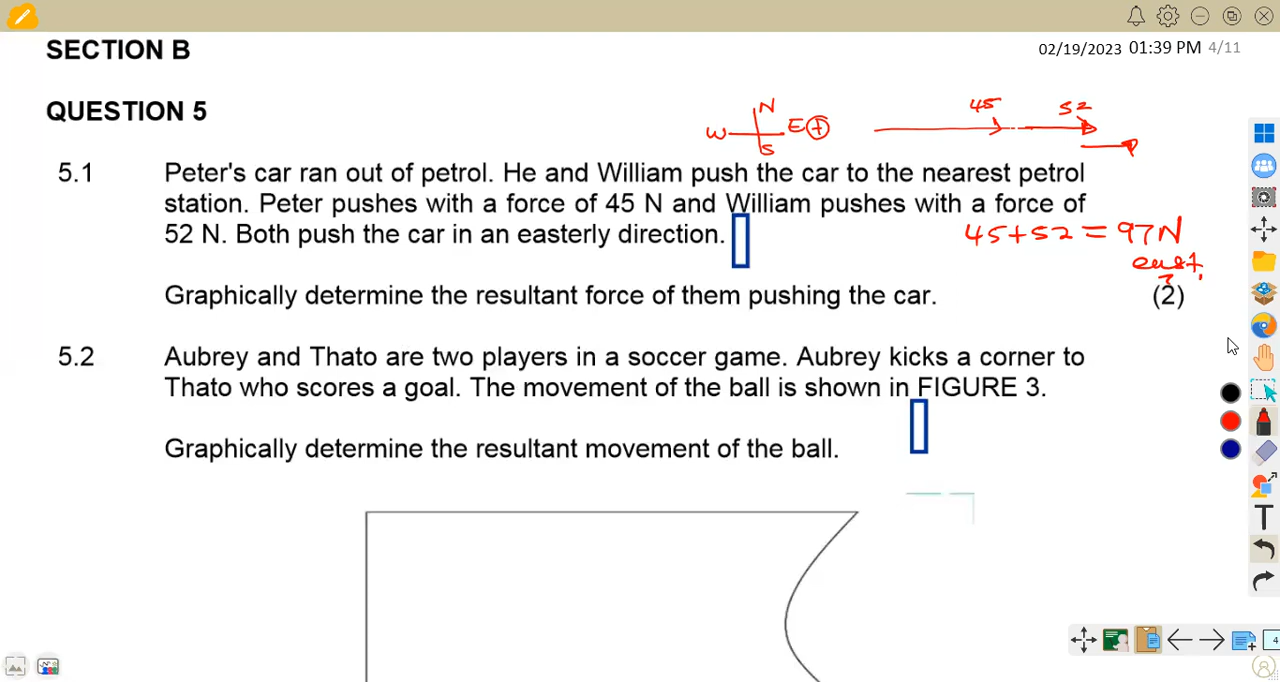 SECTION B
02/19/2023 01:39 PM 4/11
QUESTION 5
N
W E +
S
45 52
5.1 Peter's car ran out of petrol. He and William push the car to the nearest petrol
station. Peter pushes with a force of 45 N and William pushes with a force of
52 N. Both push the car in an easterly direction.
45+52 = 97N
east.
Graphically determine the resultant force of them pushing the car. (2)
5.2 Aubrey and Thato are two players in a soccer game. Aubrey kicks a corner to
Thato who scores a goal. The movement of the ball is shown in FIGURE 3.
Graphically determine the resultant movement of the ball.
T
4